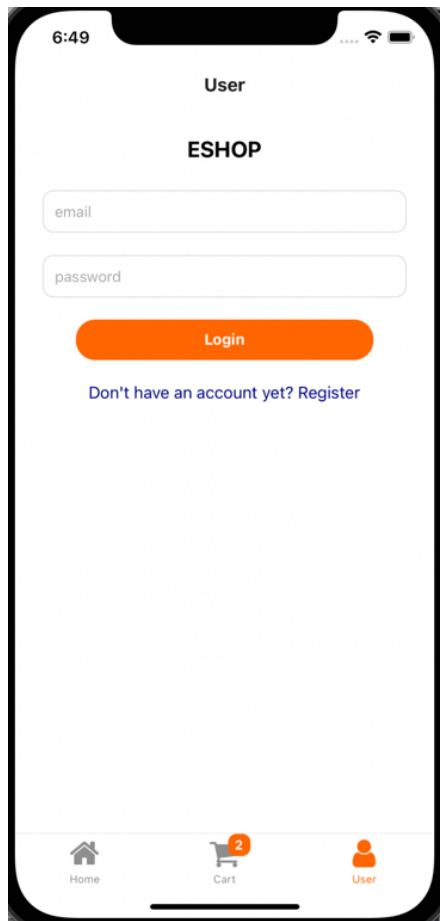 6:49
User
ESHOP
email
password
Login
Don't have an account yet? Register
2
Home
Cart
User